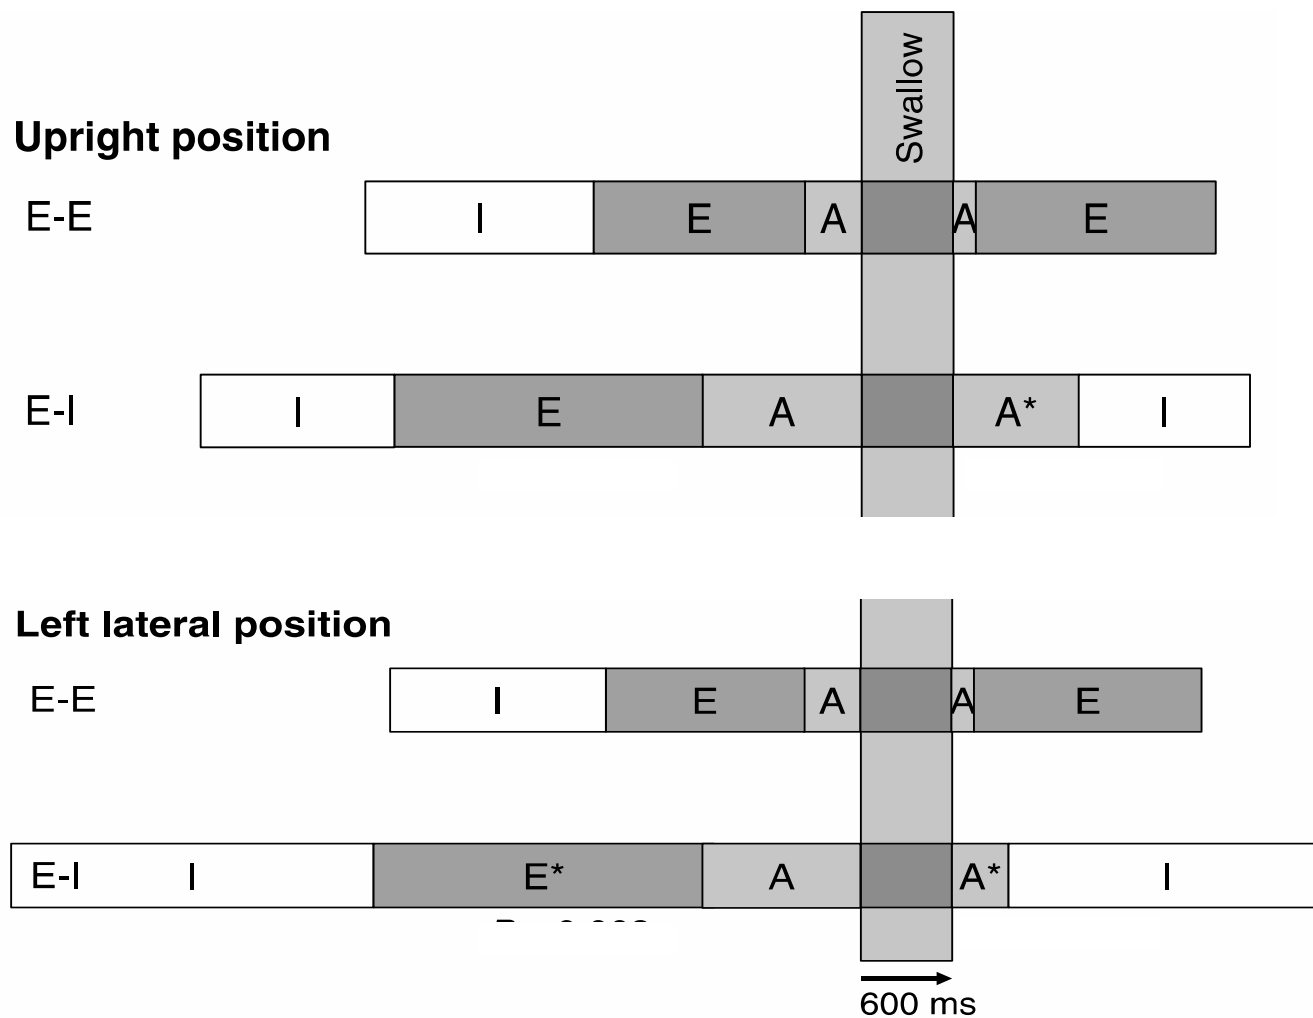 Swallow
Upright position
E-E I E A A E
E-I I E A A* I
Left lateral position
E-E I E A A E
E-I I E* A A* I
600 ms